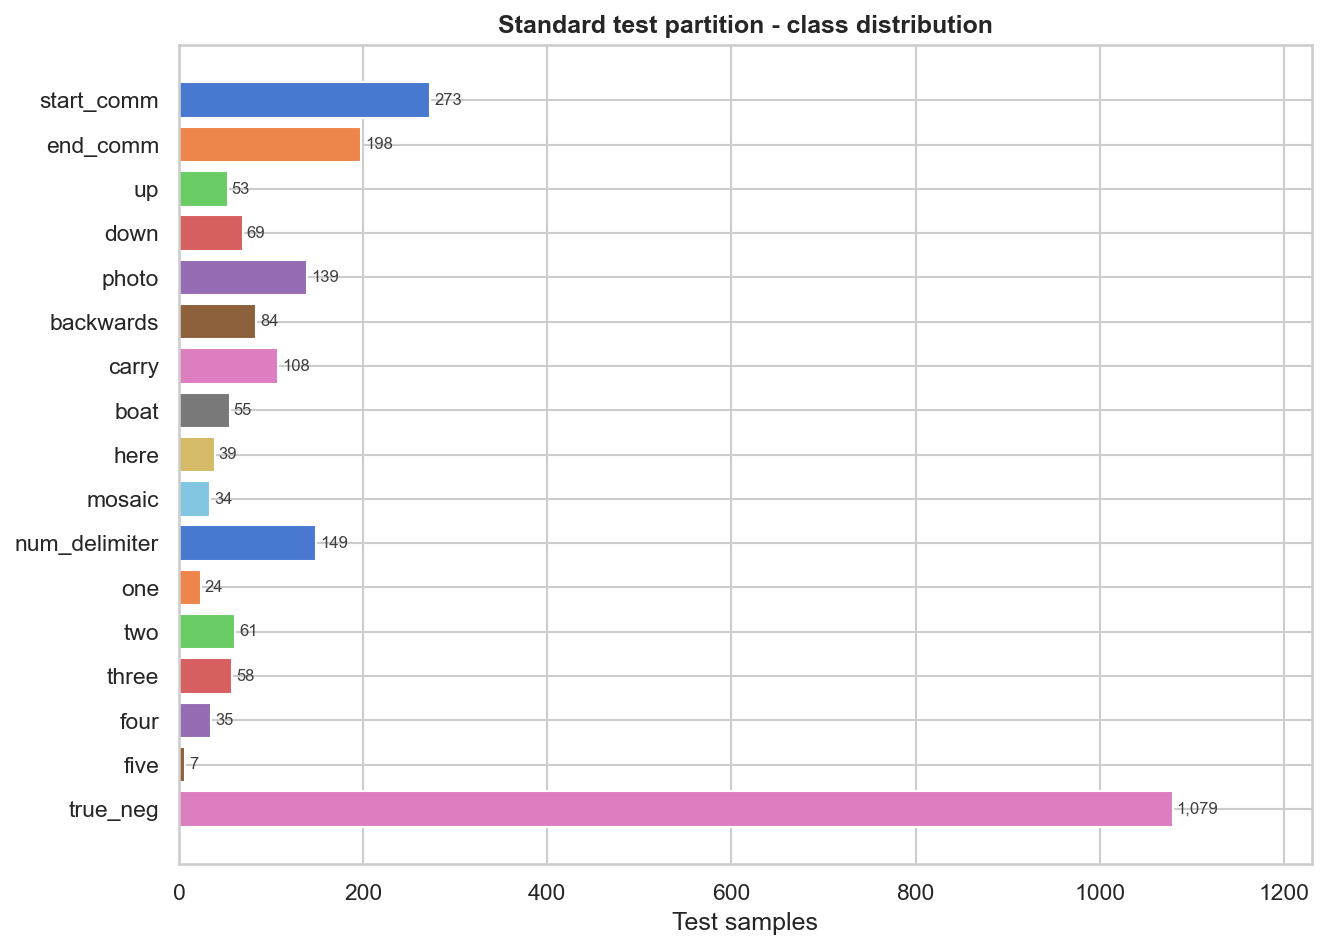 Standard test partition - class distribution
start_comm 273
end_comm 198
up 53
down 69
photo 139
backwards 84
carry 108
boat 55
here 39
mosaic 34
num_delimiter 149
one 24
two 61
three 58
four 35
five 7
true_neg 1,079
0 200 400 600 800 1000 1200
Test samples